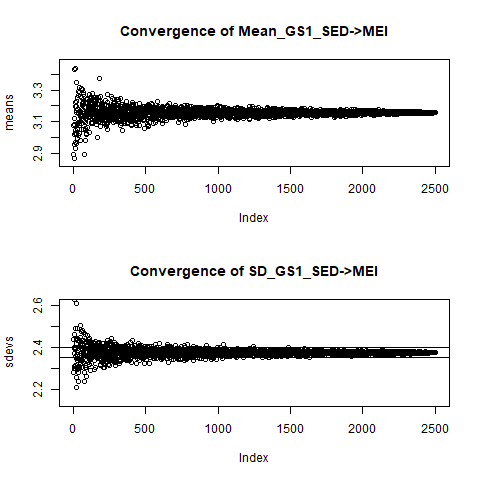 Convergence of Mean_GS1_SED->MEI
means
3.3
3.1
2.9
0 500 1000 1500 2000 2500
Index
Convergence of SD_GS1_SED->MEI
sdevs
2.6
2.4
2.2
0 500 1000 1500 2000 2500
Index